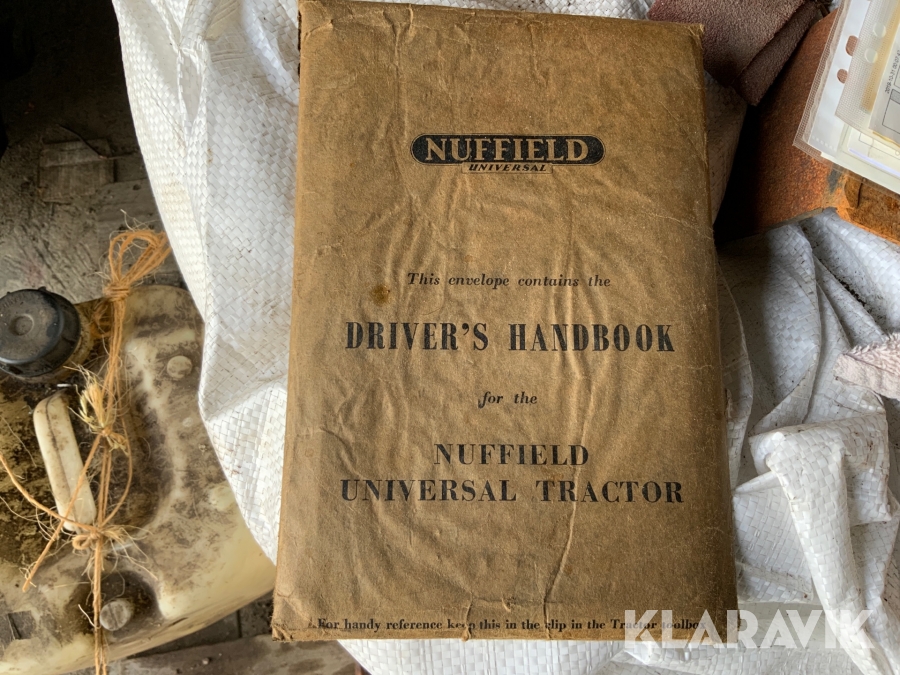 NUFFIELD
UNIVERSAL
This envelope contains the
DRIVER'S HANDBOOK
for the
NUFFIELD
UNIVERSAL TRACTOR
For handy reference keep this in the clip in the Tractor toolbox
KLARAVIK